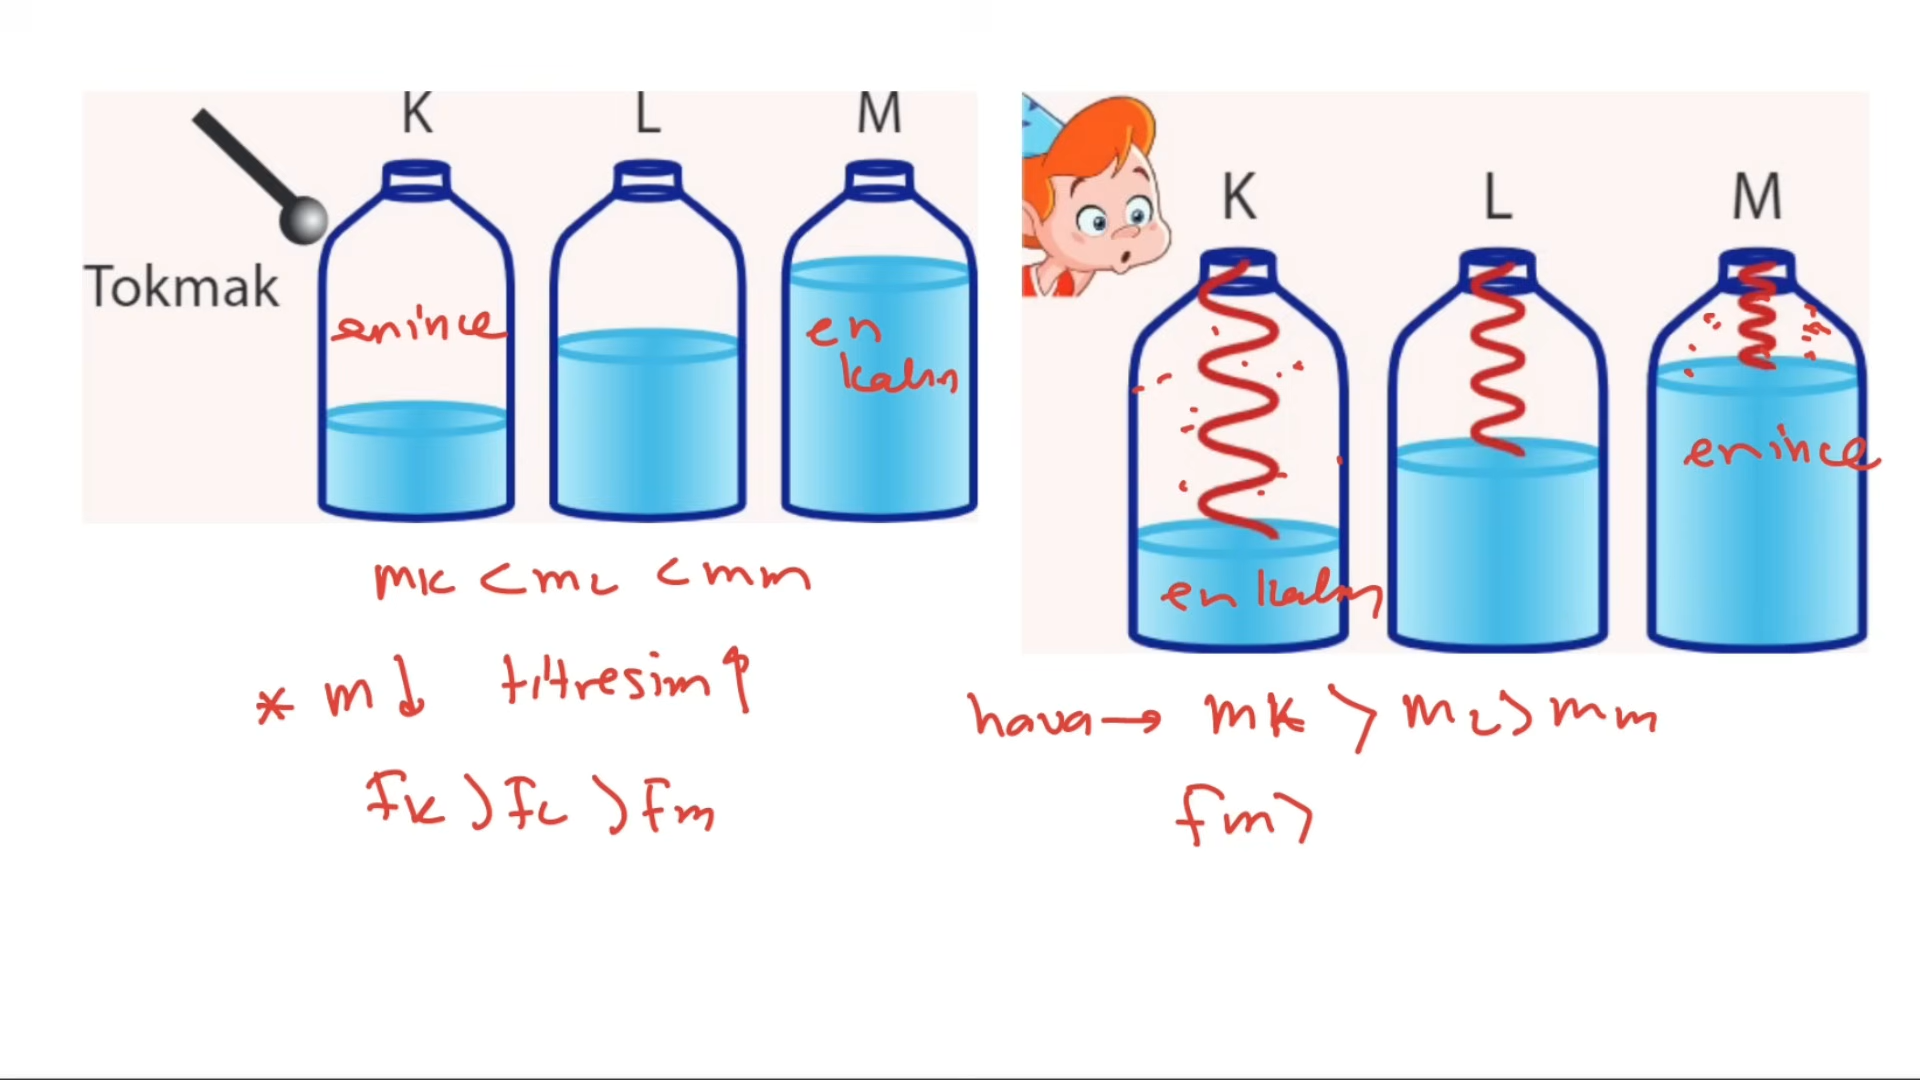 K L M
Tokmak
en ince
en
kalın
mK < mL < mm
* m↓ titresim↑
fK > fL > fm
K L M
en ince
en kalın
hava → mK > mL > mm
fm >